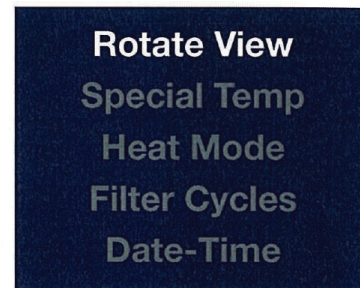 Rotate View
Special Temp
Heat Mode
Filter Cycles
Date-Time